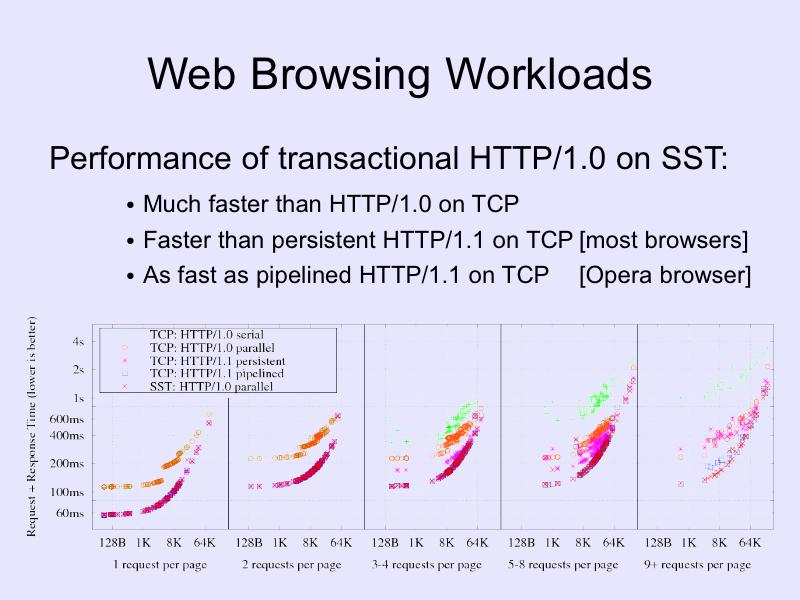 Web Browsing Workloads
Performance of transactional HTTP/1.0 on SST:
• Much faster than HTTP/1.0 on TCP
• Faster than persistent HTTP/1.1 on TCP [most browsers]
• As fast as pipelined HTTP/1.1 on TCP [Opera browser]
Request + Response Time (lower is better)
4s
2s
1s
600ms
400ms
200ms
100ms
60ms
TCP: HTTP/1.0 serial
TCP: HTTP/1.0 parallel
TCP: HTTP/1.1 persistent
TCP: HTTP/1.1 pipelined
SST: HTTP/1.0 parallel
128B 1K 8K 64K 128B 1K 8K 64K 128B 1K 8K 64K 128B 1K 8K 64K 128B 1K 8K 64K
1 request per page 2 requests per page 3-4 requests per page 5-8 requests per page 9+ requests per page